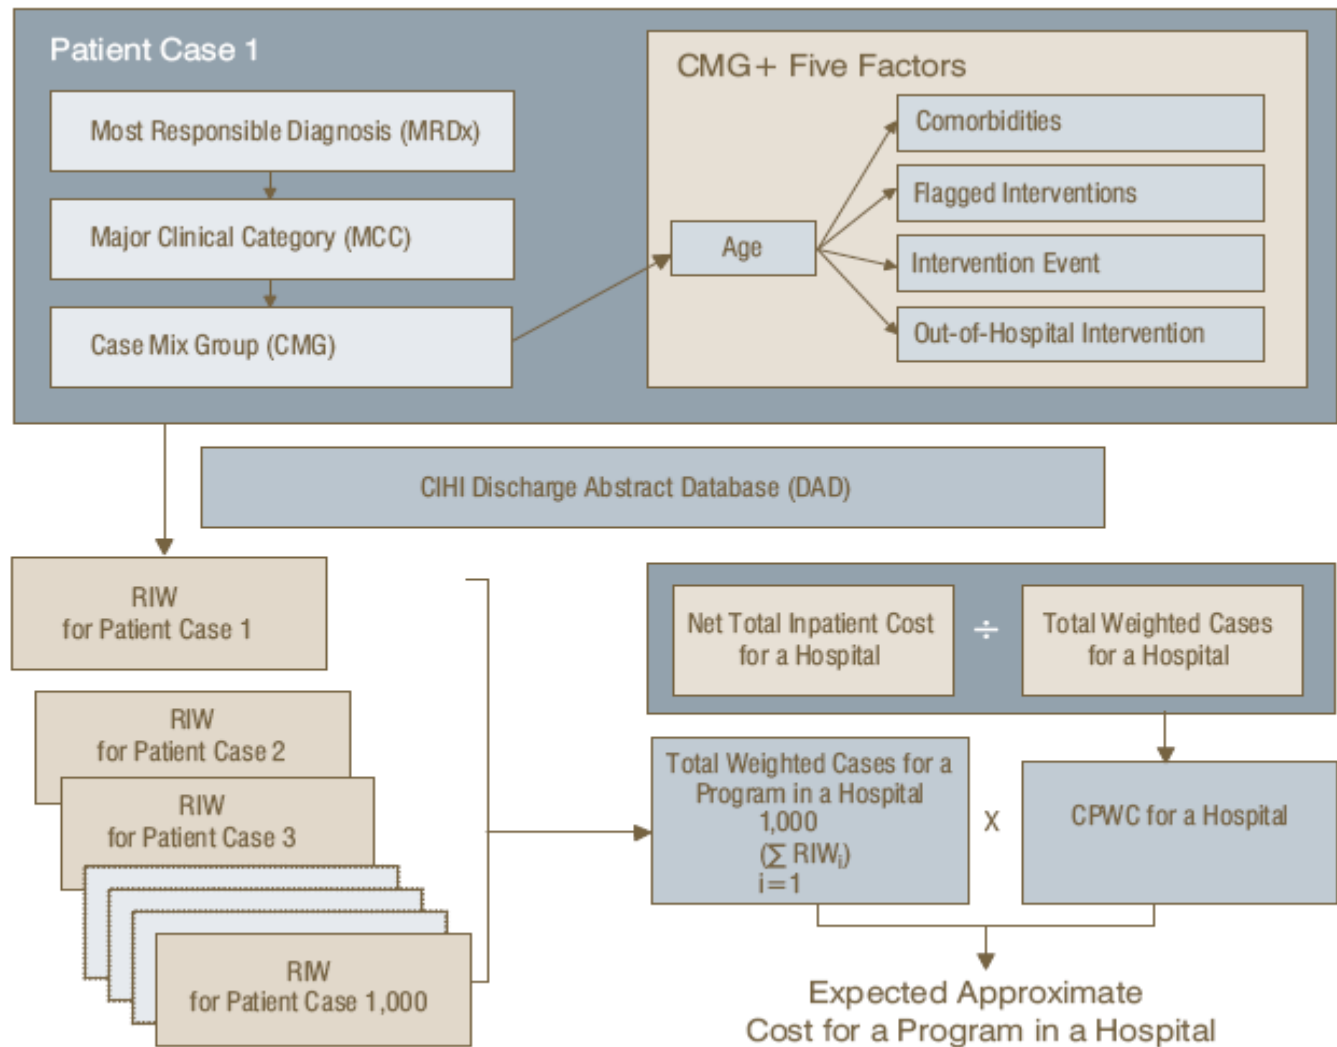 Patient Case 1
Most Responsible Diagnosis (MRDx)
Major Clinical Category (MCC)
Case Mix Group (CMG)
CMG+ Five Factors
Age
Comorbidities
Flagged Interventions
Intervention Event
Out-of-Hospital Intervention
CIHI Discharge Abstract Database (DAD)
RIW
for Patient Case 1
RIW
for Patient Case 2
RIW
for Patient Case 3
RIW
for Patient Case 1,000
Net Total Inpatient Cost
for a Hospital
÷
Total Weighted Cases
for a Hospital
Total Weighted Cases for a
Program in a Hospital
1,000
(∑ RIWᵢ)
i=1
X
CPWC for a Hospital
Expected Approximate
Cost for a Program in a Hospital